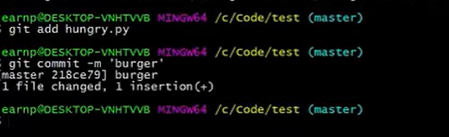 earnp@DESKTOP-VNHTVVB MINGW64 /c/Code/test (master)
$ git add hungry.py
earnp@DESKTOP-VNHTVVB MINGW64 /c/Code/test (master)
$ git commit -m 'burger'
[master 218ce79] burger
1 file changed, 1 insertion(+)
earnp@DESKTOP-VNHTVVB MINGW64 /c/Code/test (master)
$